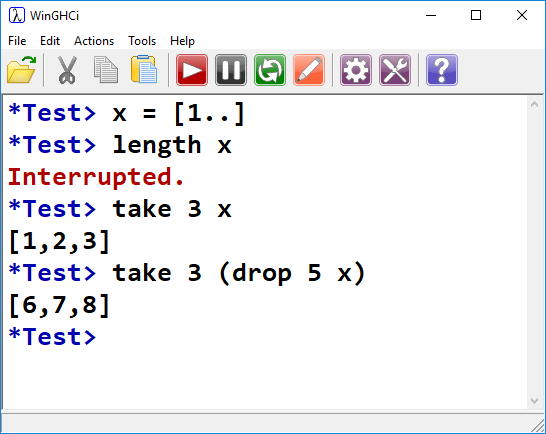 WinGHCi
File Edit Actions Tools Help
*Test> x = [1..]
*Test> length x
Interrupted.
*Test> take 3 x
[1,2,3]
*Test> take 3 (drop 5 x)
[6,7,8]
*Test>